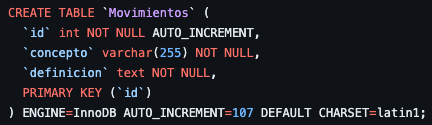 CREATE TABLE `Movimientos` (
  `id` int NOT NULL AUTO_INCREMENT,
  `concepto` varchar(255) NOT NULL,
  `definicion` text NOT NULL,
  PRIMARY KEY (`id`)
) ENGINE=InnoDB AUTO_INCREMENT=107 DEFAULT CHARSET=latin1;